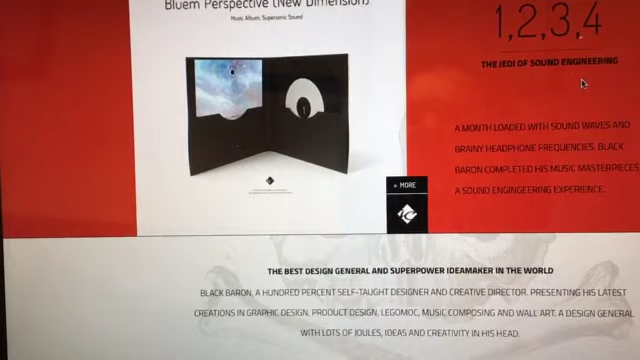 Bluem Perspective (New Dimension)
Music Album: Supersonic Sound
1,2,3,4
THE JEDI OF SOUND ENGINEERING
A MONTH LOADED WITH SOUND WAVES AND
BRAINY HEADPHONE FREQUENCIES. BLACK
BARON COMPLETED HIS MUSIC MASTERPIECES
A SOUND ENGINGEERING EXPERIENCE.
» MORE
THE BEST DESIGN GENERAL AND SUPERPOWER IDEAMAKER IN THE WORLD
BLACK BARON, A HUNDRED PERCENT SELF-TAUGHT DESIGNER AND CREATIVE DIRECTOR. PRESENTING HIS LATEST
CREATIONS IN GRAPHIC DESIGN, PRODUCT DESIGN, LEGOMOC, MUSIC COMPOSING AND WALL ART. A DESIGN GENERAL
WITH LOTS OF JOULES, IDEAS AND CREATIVITY IN HIS HEAD.